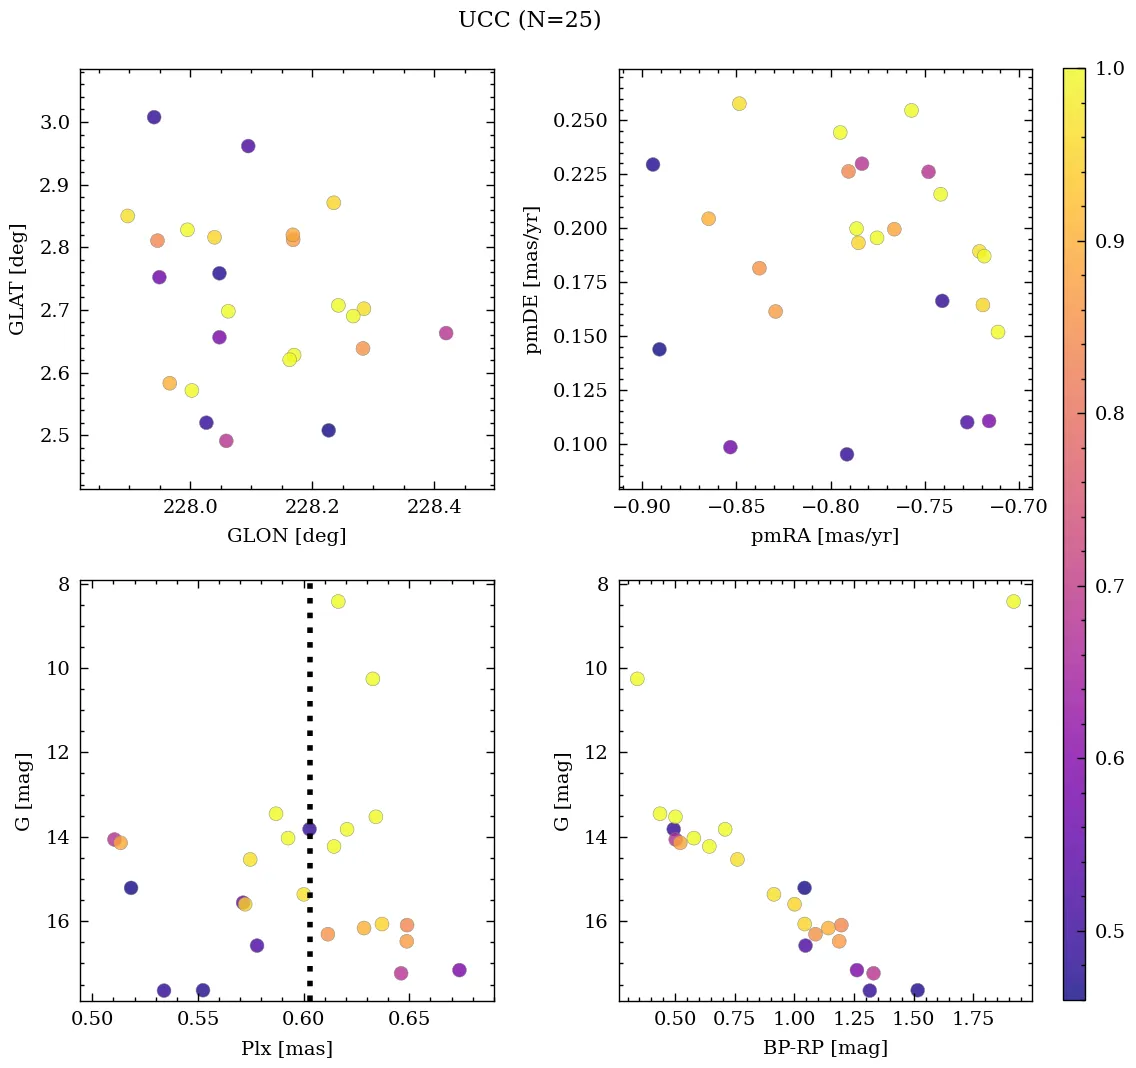 UCC (N=25)
3.0
2.9
2.8
2.7
2.6
2.5
GLAT [deg]
228.0 228.2 228.4
GLON [deg]
0.250
0.225
0.200
0.175
0.150
0.125
0.100
pmDE [mas/yr]
−0.90 −0.85 −0.80 −0.75 −0.70
pmRA [mas/yr]
8
10
12
14
16
G [mag]
0.50 0.55 0.60 0.65
Plx [mas]
8
10
12
14
16
G [mag]
0.50 0.75 1.00 1.25 1.50 1.75
BP-RP [mag]
1.0
0.9
0.8
0.7
0.6
0.5